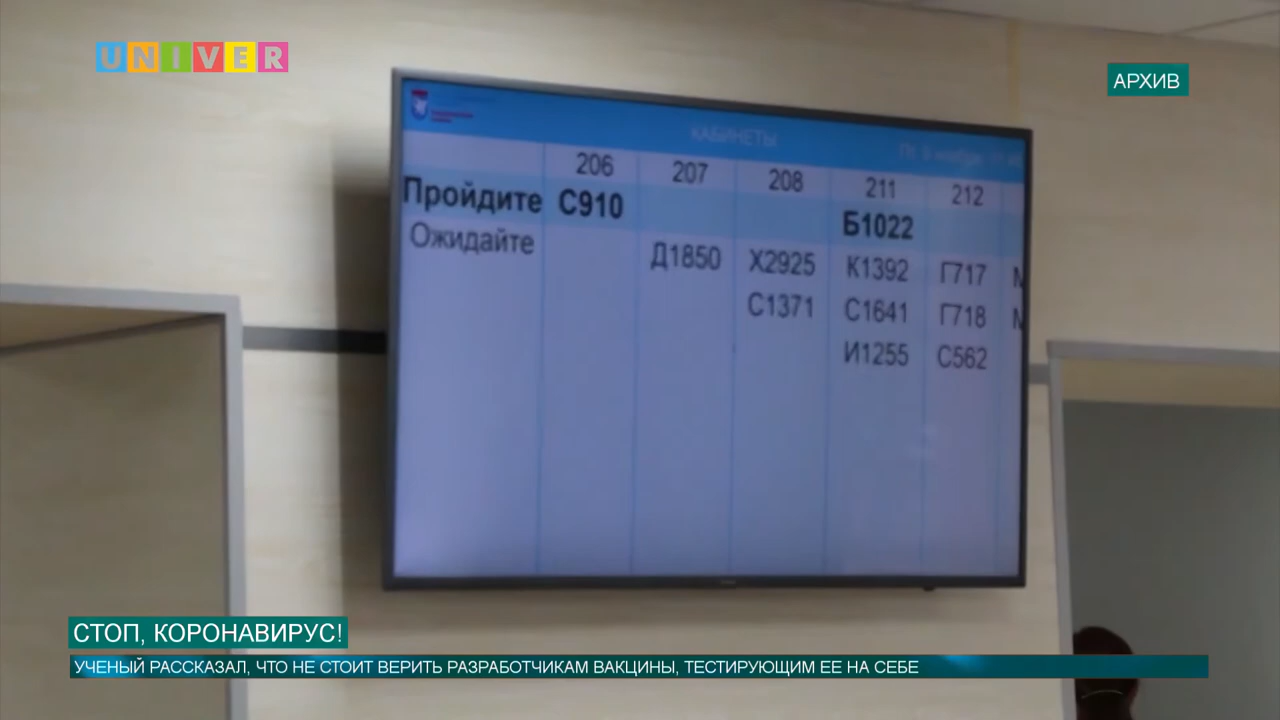 UNIVER
АРХИВ
КАБИНЕТЫ
206 207 208 211 212
Пройдите С910 Б1022
Ожидайте Д1850 Х2925 К1392 Г717
С1371 С1641 Г718
И1255 С562
СТОП, КОРОНАВИРУС!
УЧЕНЫЙ РАССКАЗАЛ, ЧТО НЕ СТОИТ ВЕРИТЬ РАЗРАБОТЧИКАМ ВАКЦИНЫ, ТЕСТИРУЮЩИМ ЕЕ НА СЕБЕ